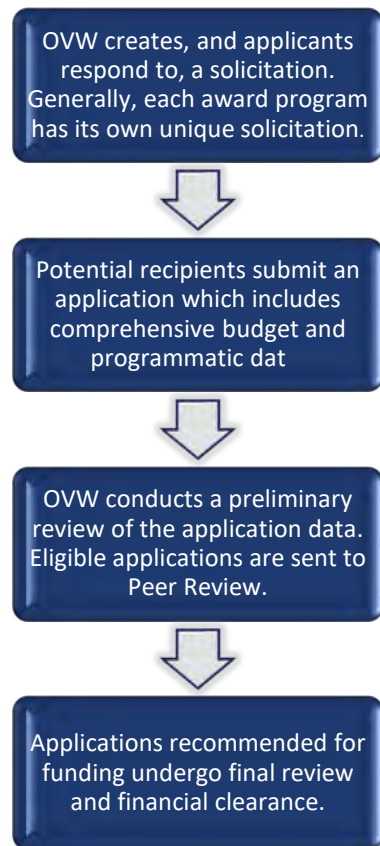 OVW creates, and applicants
respond to, a solicitation.
Generally, each award program
has its own unique solicitation.
Potential recipients submit an
application which includes
comprehensive budget and
programmatic dat
OVW conducts a preliminary
review of the application data.
Eligible applications are sent to
Peer Review.
Applications recommended for
funding undergo final review
and financial clearance.